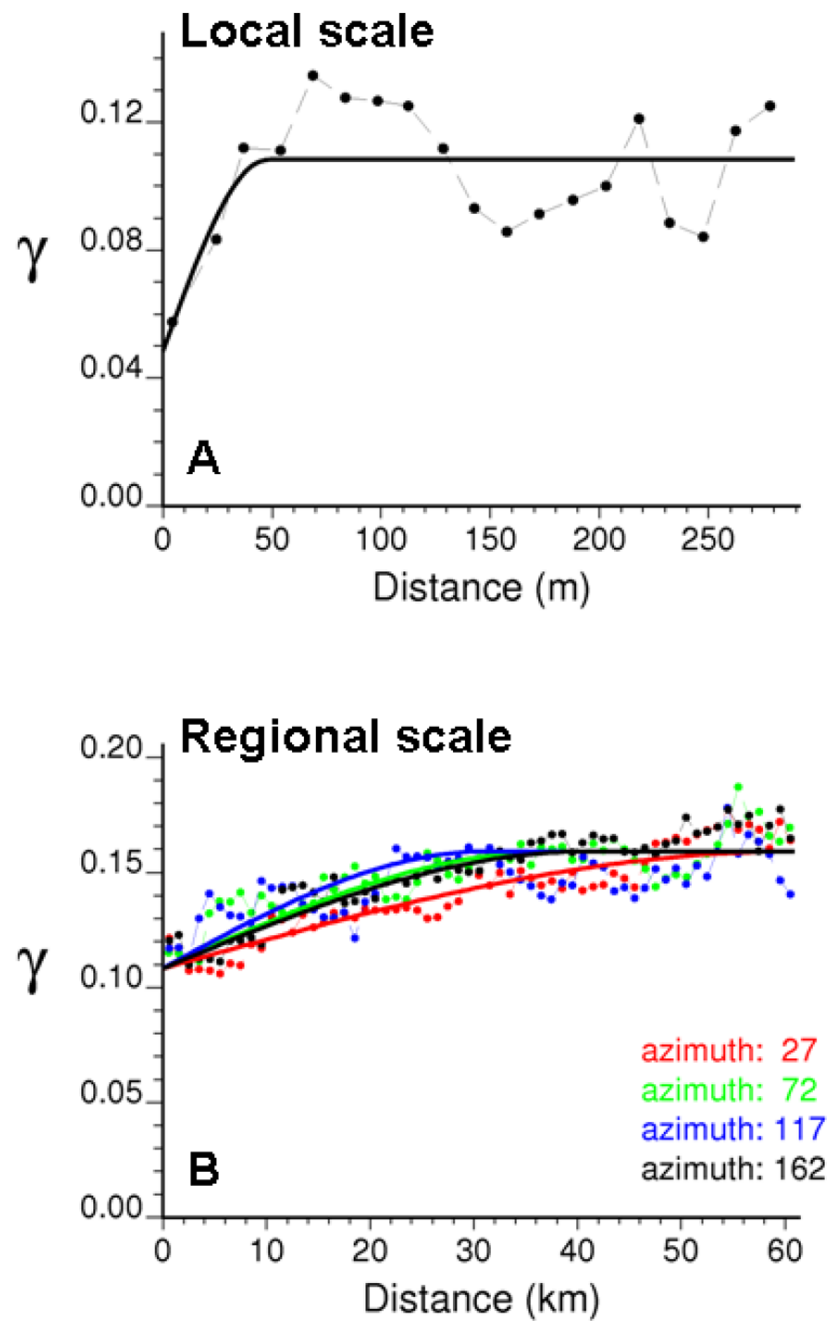 Local scale
0.12
0.08
γ
0.04
A
0.00
0 50 100 150 200 250
Distance (m)
Regional scale
0.20
0.15
γ
0.10
azimuth: 27
azimuth: 72
0.05
azimuth: 117
B
azimuth: 162
0.00
0 10 20 30 40 50 60
Distance (km)